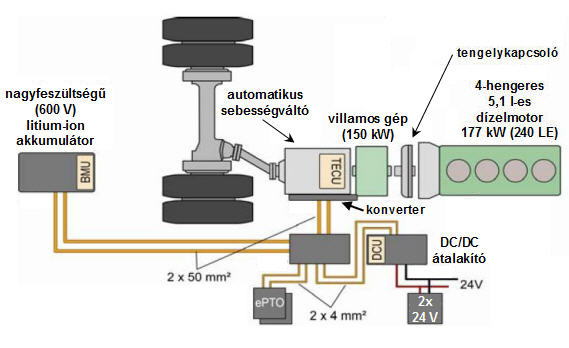 tengelykapcsoló
nagyfeszültségű
(600 V)
litium-ion
akkumulátor
automatikus
sebességváltó
villamos gép
(150 kW)
4-hengeres
5,1 l-es
dízelmotor
177 kW (240 LE)
BMU
TECU
konverter
2 x 50 mm²
DCU
DC/DC
átalakító
ePTO
2 x 4 mm²
24V
2x
24 V